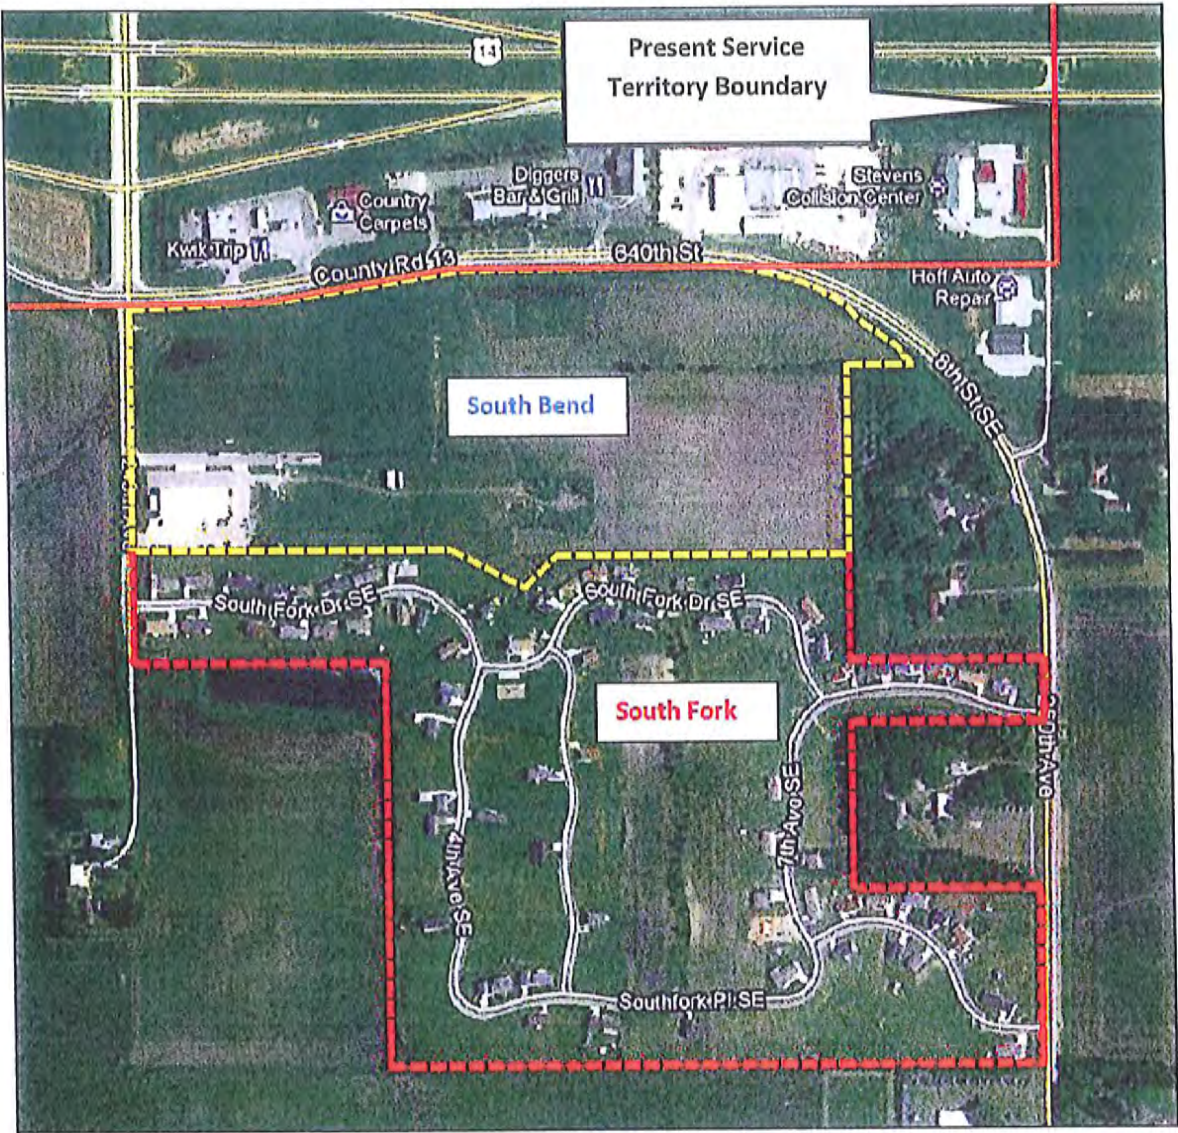 Present Service
Territory Boundary
14
Diggers
Bar & Grill
Stevens
Collision Center
Country
Carpets
Kwik Trip
County Rd 13
640th St
Hoff Auto
Repair
South Bend
8th St SE
South Fork Dr SE
South Fork Dr SE
South Fork
7th Ave SE
4th Ave SE
Southfork Pl SE